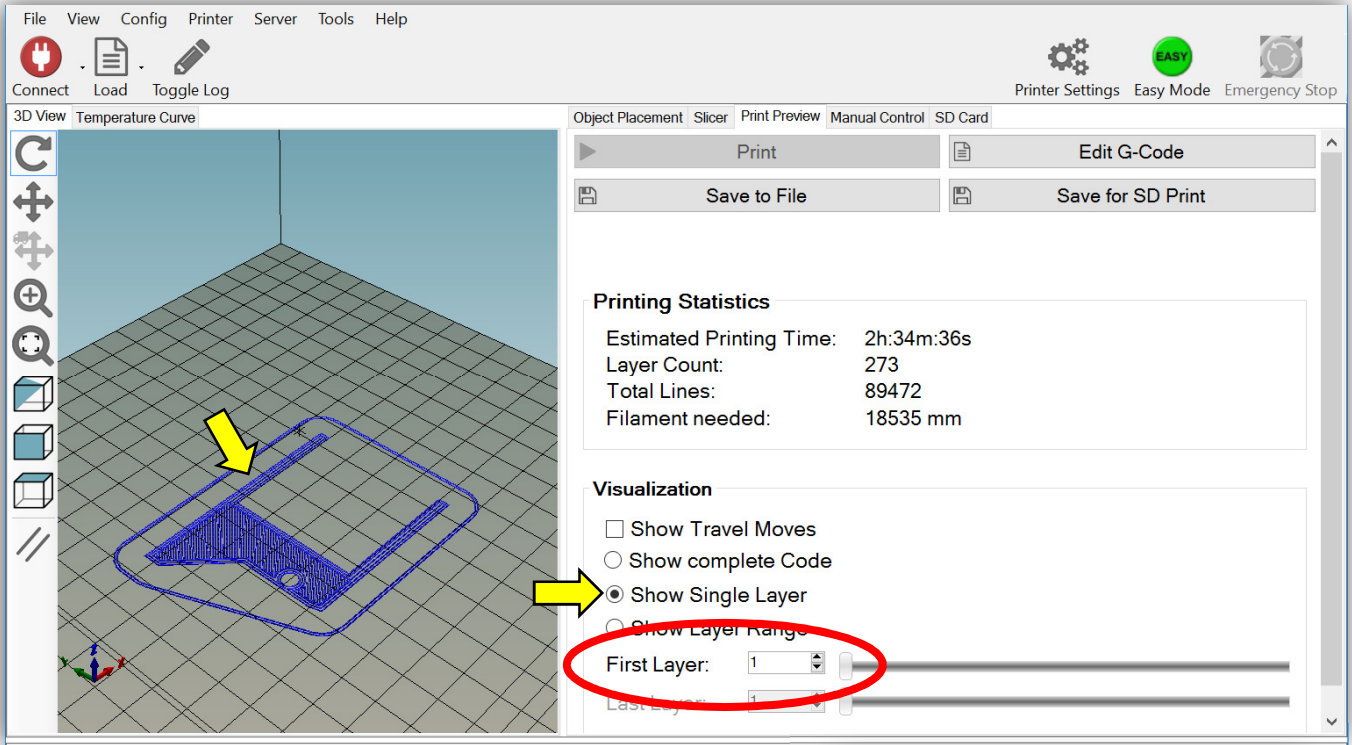 File View Config Printer Server Tools Help
EASY
Connect Load Toggle Log Printer Settings Easy Mode Emergency Stop
3D View Temperature Curve Object Placement Slicer Print Preview Manual Control SD Card
Print Edit G-Code
Save to File Save for SD Print
Printing Statistics
Estimated Printing Time: 2h:34m:36s
Layer Count: 273
Total Lines: 89472
Filament needed: 18535 mm
Visualization
Show Travel Moves
Show complete Code
Show Single Layer
Show Layer Range
First Layer: 1
Last Layer: 1